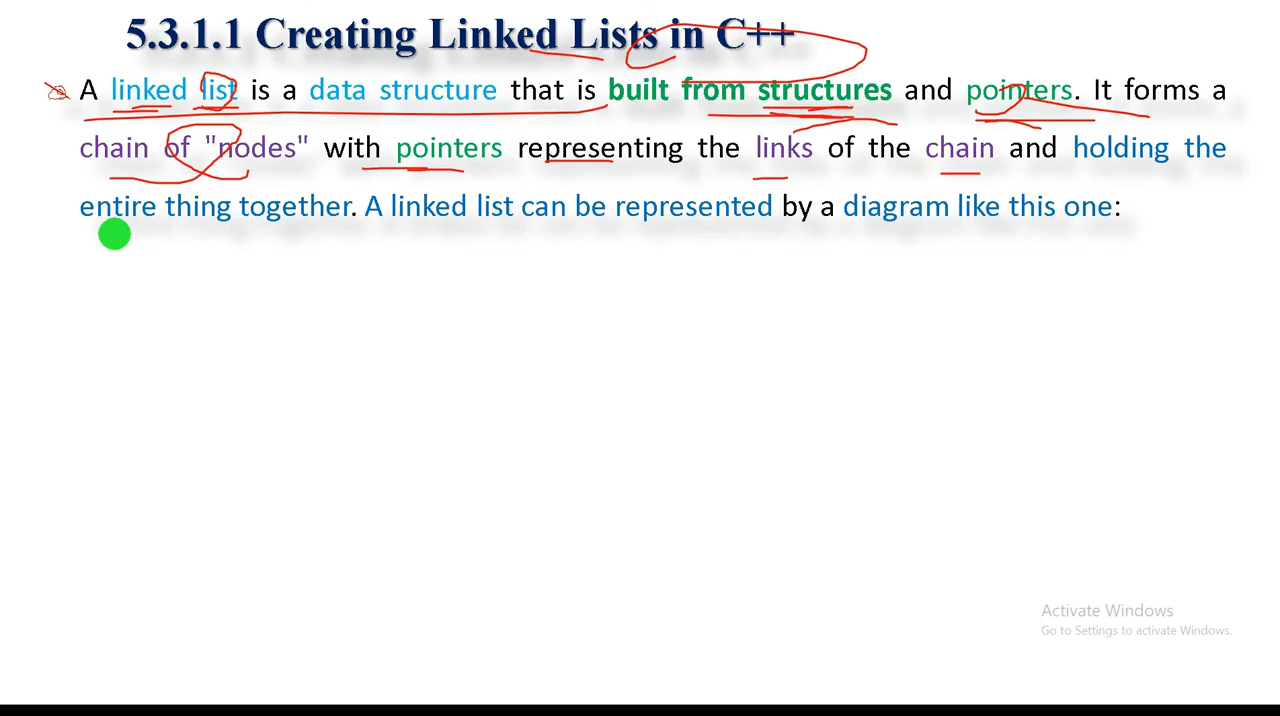 5.3.1.1 Creating Linked Lists in C++
A linked list is a data structure that is built from structures and pointers. It forms a
chain of "nodes" with pointers representing the links of the chain and holding the
entire thing together. A linked list can be represented by a diagram like this one:
Activate Windows
Go to Settings to activate Windows.